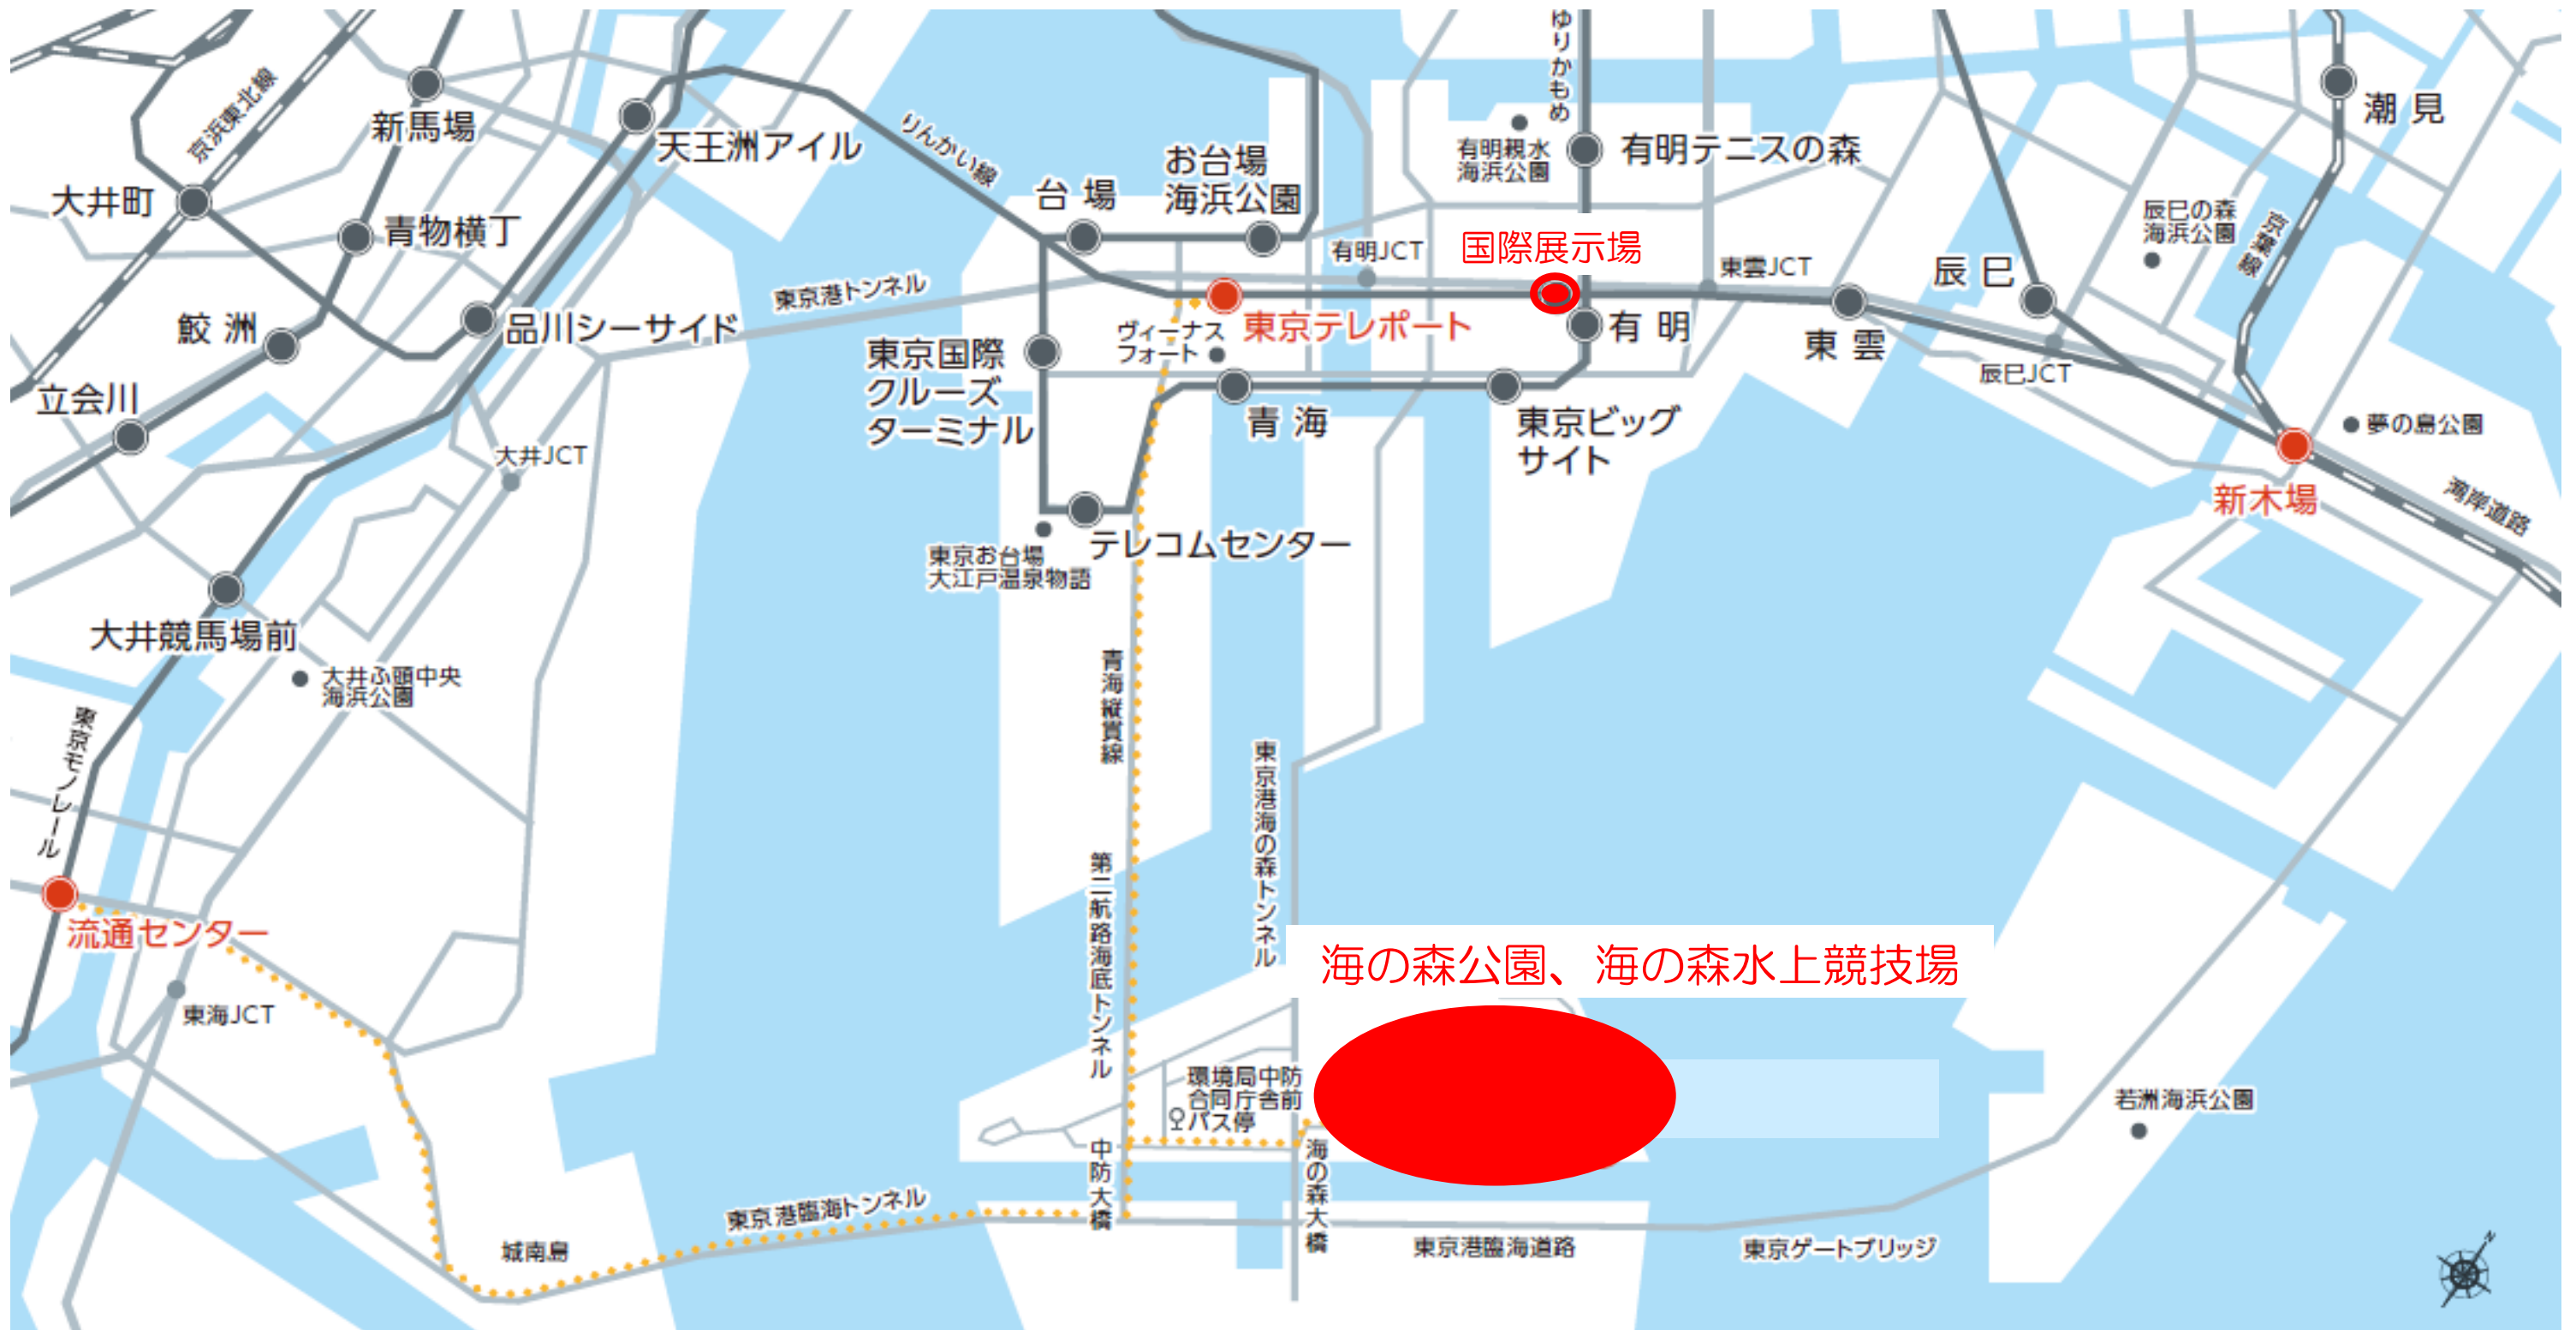 京浜東北線
新馬場
天王洲アイル
りんかい線
大井町
青物横丁
鮫洲
品川シーサイド
立会川
大井JCT
大井競馬場前
大井ふ頭中央
海浜公園
東京モノレール
流通センター
東海JCT
城南島
東京港臨海トンネル
東京港トンネル
台場
お台場
海浜公園
東京国際
クルーズ
ターミナル
ヴィーナス
フォート
東京テレポート
青海
テレコムセンター
東京お台場
大江戸温泉物語
青海縦貫線
第二航路海底トンネル
中防大橋
東京港海の森トンネル
環境局中防
合同庁舎前
バス停
海の森大橋
海の森公園、海の森水上競技場
東京港臨海道路
東京ゲートブリッジ
若洲海浜公園
ゆりかもめ
有明親水
海浜公園
有明テニスの森
有明JCT
国際展示場
東雲JCT
有明
東京ビッグ
サイト
東雲
辰巳
辰巳JCT
辰巳の森
海浜公園
京葉線
潮見
夢の島公園
新木場
湾岸道路
N